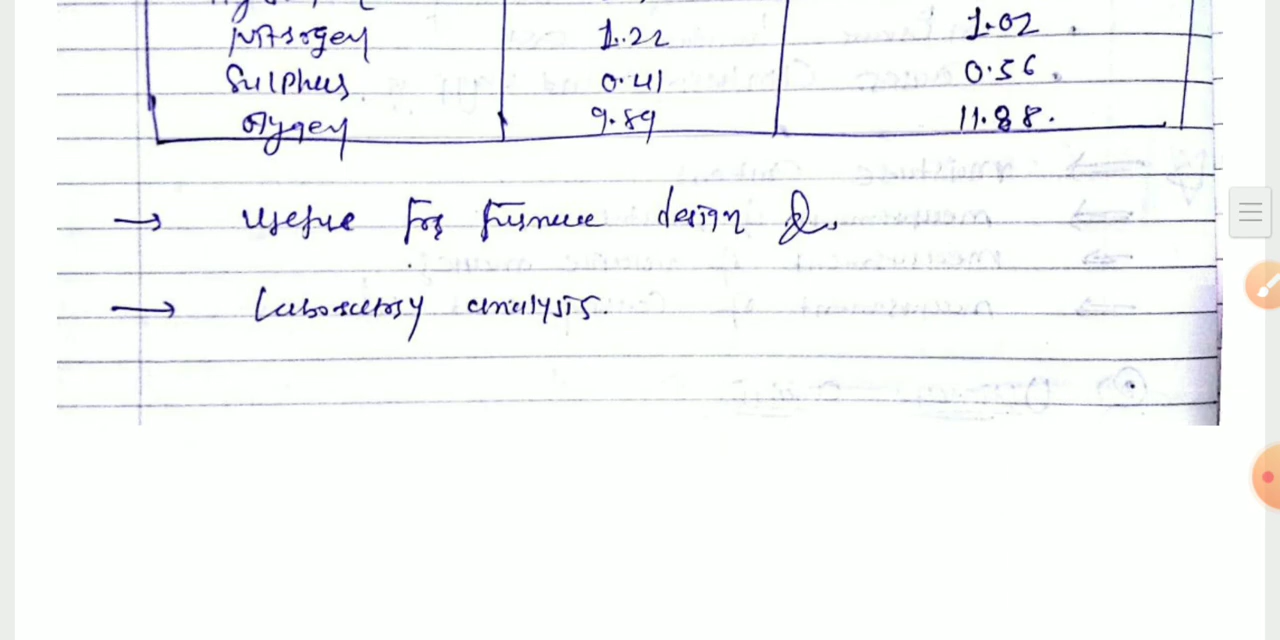 Nitrogen 1.22 1.02
Sulphur 0.41 0.56
Oxygen 9.89 11.88.
→ Useful for furnace design &
→ Laboratory analysis.